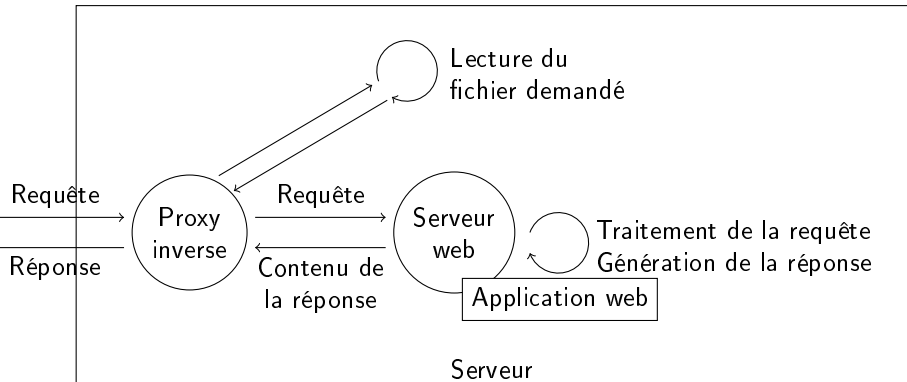 Lecture du
fichier demandé
Requête
Réponse
Proxy
inverse
Requête
Contenu de
la réponse
Serveur
web
Application web
Traitement de la requête
Génération de la réponse
Serveur